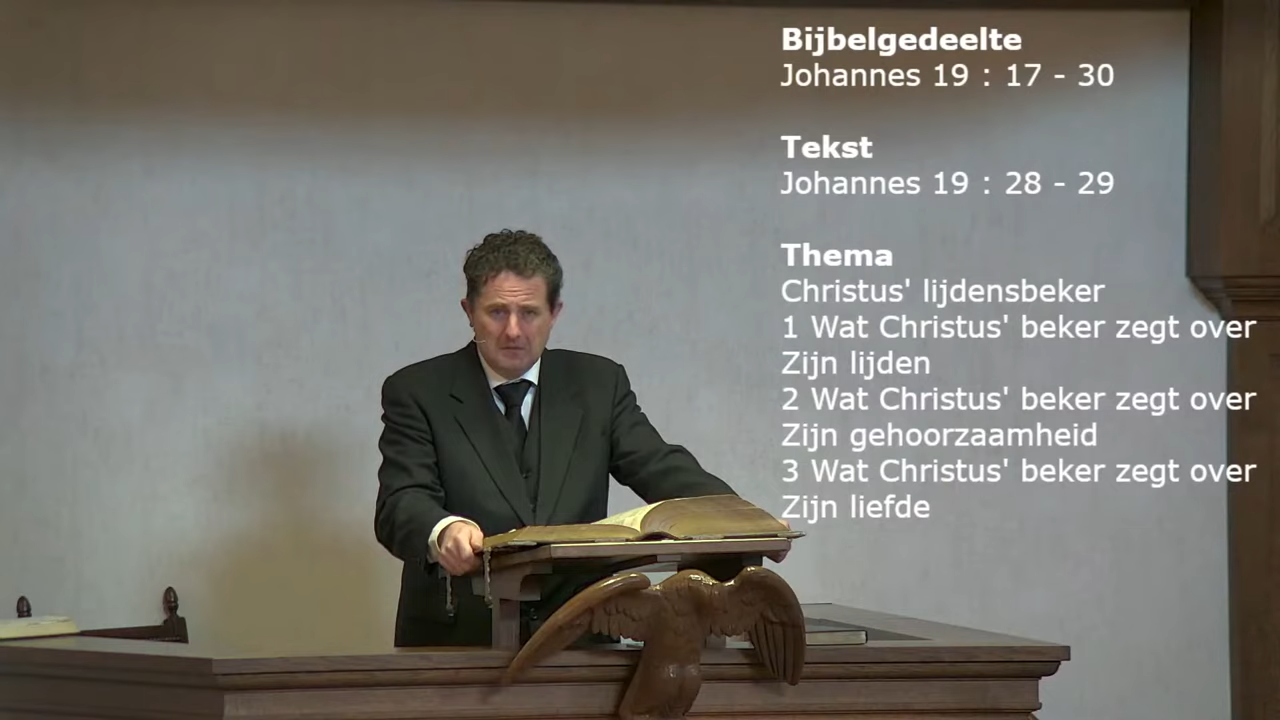 Bijbelgedeelte
Johannes 19 : 17 - 30
Tekst
Johannes 19 : 28 - 29
Thema
Christus' lijdensbeker
1 Wat Christus' beker zegt over
Zijn lijden
2 Wat Christus' beker zegt over
Zijn gehoorzaamheid
3 Wat Christus' beker zegt over
Zijn liefde